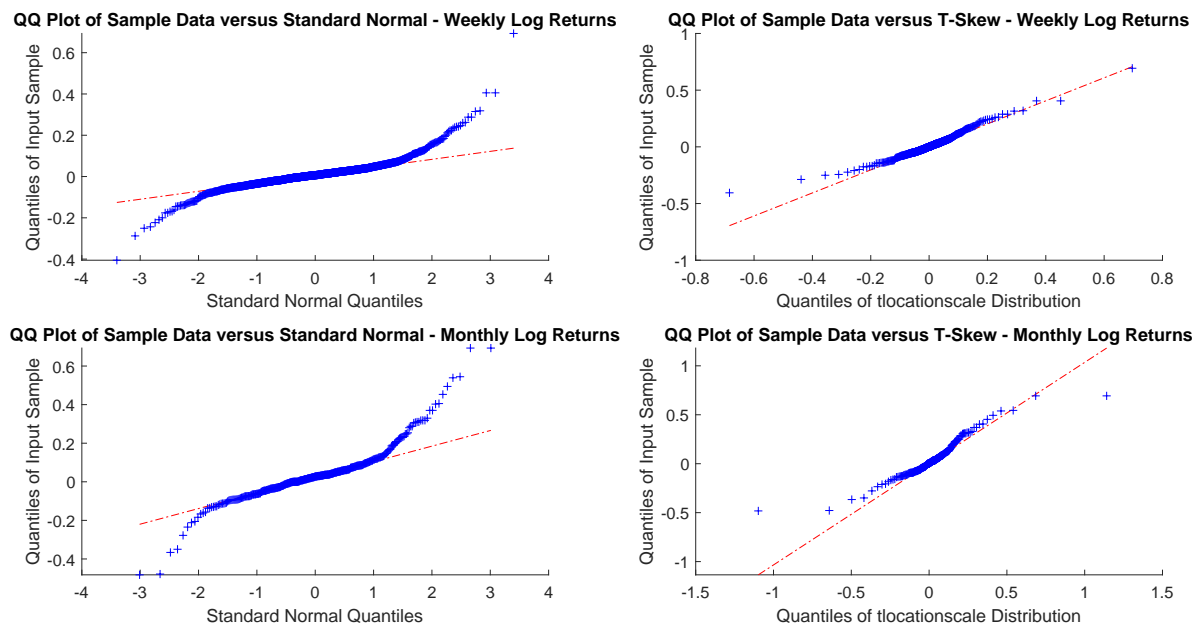 QQ Plot of Sample Data versus Standard Normal - Weekly Log Returns
Quantiles of Input Sample
0.6
0.4
0.2
0
-0.2
-0.4
-4 -3 -2 -1 0 1 2 3 4
Standard Normal Quantiles
QQ Plot of Sample Data versus T-Skew - Weekly Log Returns
Quantiles of Input Sample
1
0.5
0
-0.5
-1
-0.8 -0.6 -0.4 -0.2 0 0.2 0.4 0.6 0.8
Quantiles of tlocationscale Distribution
QQ Plot of Sample Data versus Standard Normal - Monthly Log Returns
Quantiles of Input Sample
0.6
0.4
0.2
0
-0.2
-0.4
-4 -3 -2 -1 0 1 2 3 4
Standard Normal Quantiles
QQ Plot of Sample Data versus T-Skew - Monthly Log Returns
Quantiles of Input Sample
1
0.5
0
-0.5
-1
-1.5 -1 -0.5 0 0.5 1 1.5
Quantiles of tlocationscale Distribution